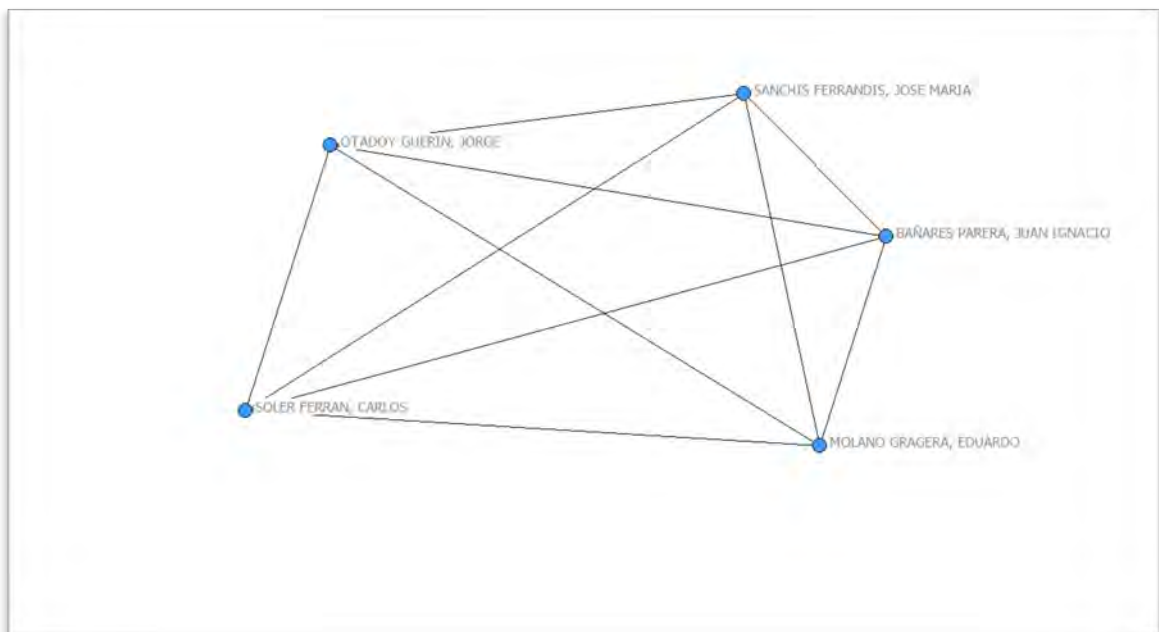 SANCHIS FERRANDIS, JOSE MARIA
OTADOY GUERIN, JORGE
BAÑARES PARERA, JUAN IGNACIO
SOLER FERRAN, CARLOS
MOLANO GRAGERA, EDUARDO